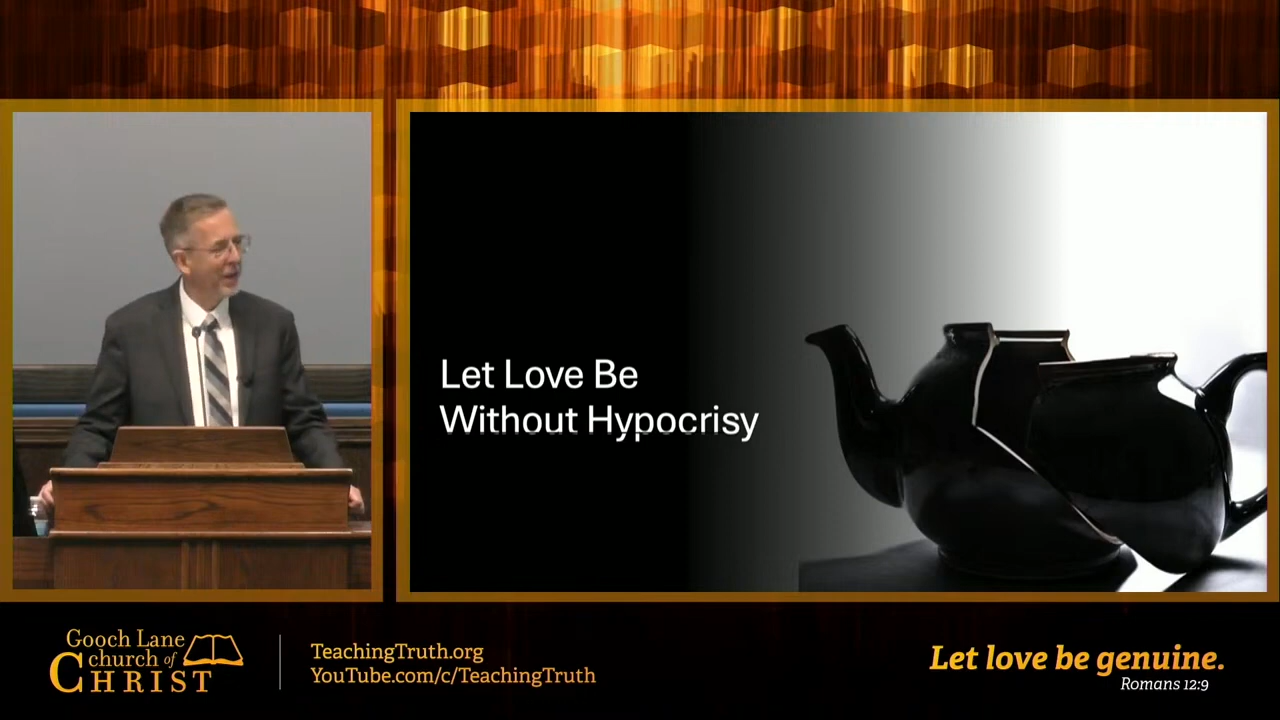 Let Love Be
Without Hypocrisy
Gooch Lane
church of
CHRIST
TeachingTruth.org
YouTube.com/c/TeachingTruth
Let love be genuine.
Romans 12:9